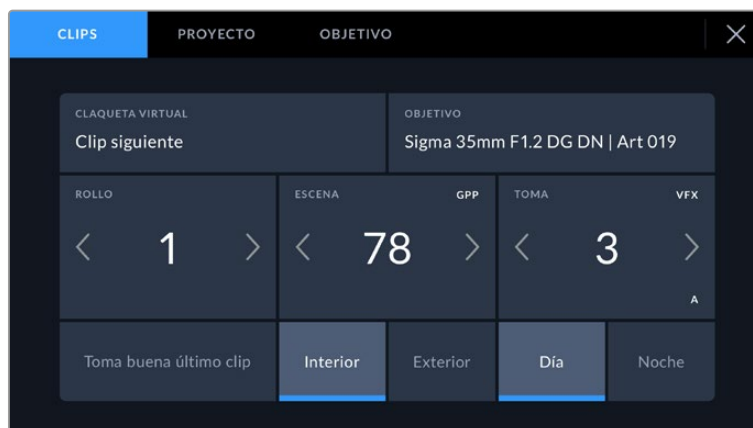 CLIPS PROYECTO OBJETIVO
CLAQUETA VIRTUAL OBJETIVO
Clip siguiente Sigma 35mm F1.2 DG DN | Art 019
ROLLO ESCENA GPP TOMA VFX
1 78 3
A
Toma buena último clip Interior Exterior Día Noche